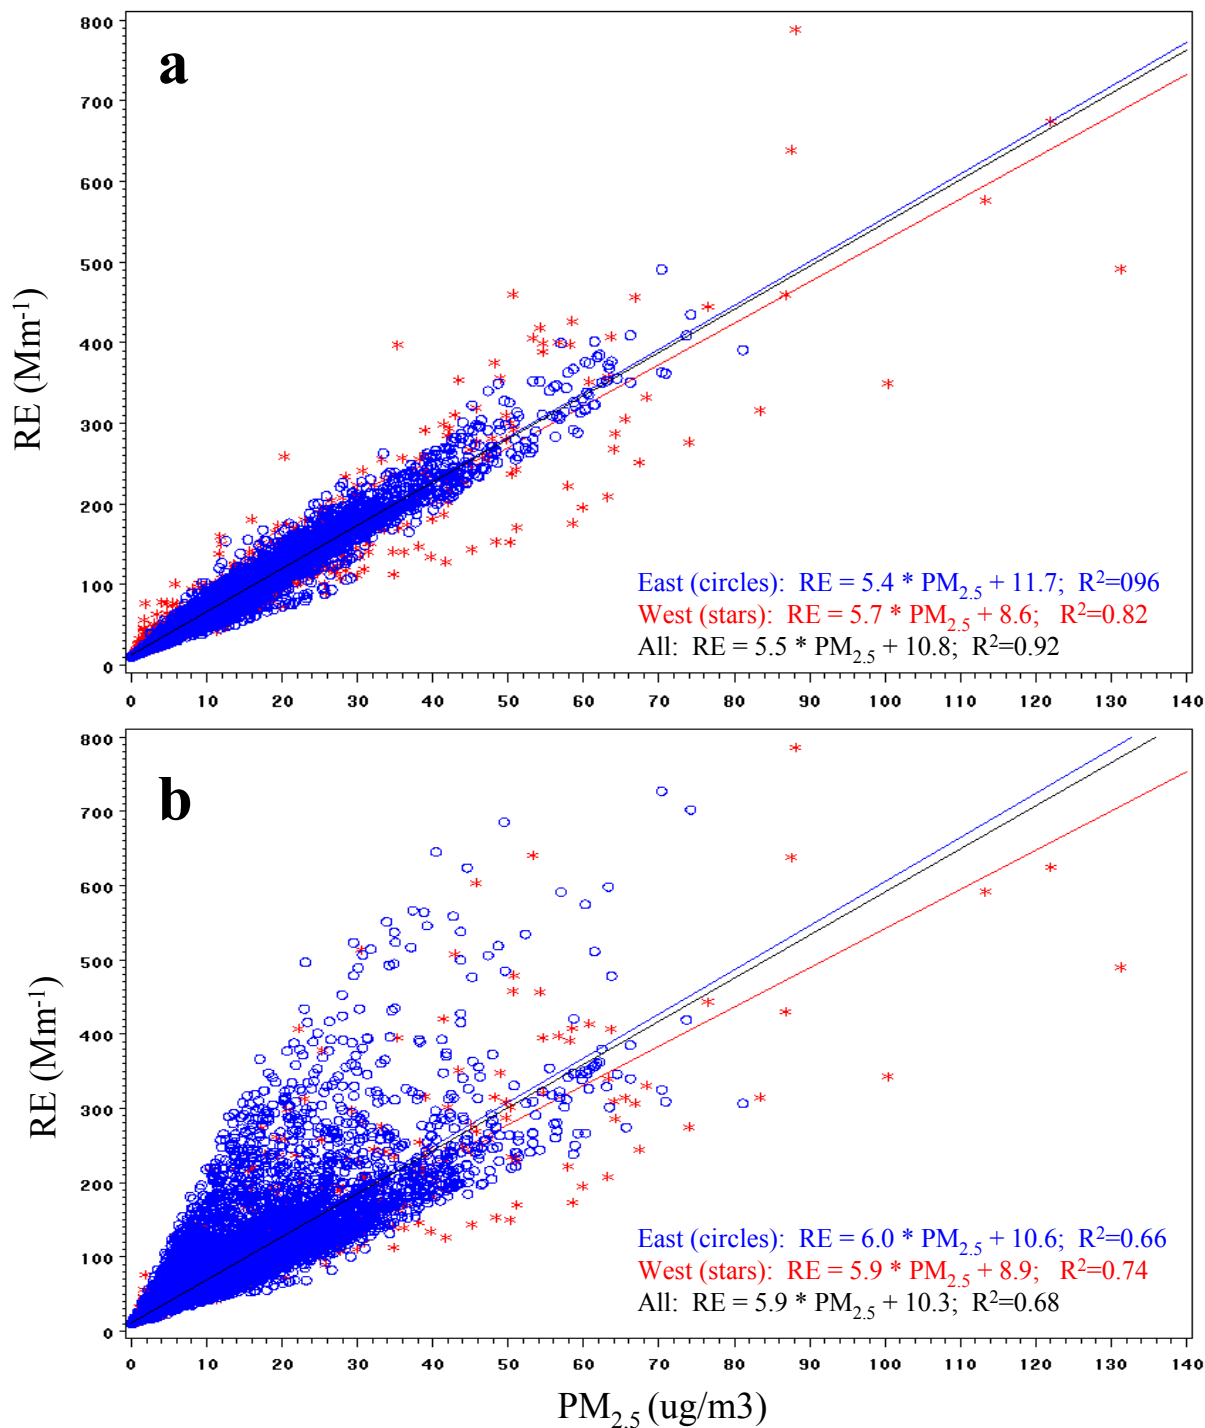 a
800
700
600
500
400
300
200
100
0
RE (Mm-1)
East (circles): RE = 5.4 * PM2.5 + 11.7; R2=096
West (stars): RE = 5.7 * PM2.5 + 8.6; R2=0.82
All: RE = 5.5 * PM2.5 + 10.8; R2=0.92
0 10 20 30 40 50 60 70 80 90 100 110 120 130 140
b
800
700
600
500
400
300
200
100
0
RE (Mm-1)
East (circles): RE = 6.0 * PM2.5 + 10.6; R2=0.66
West (stars): RE = 5.9 * PM2.5 + 8.9; R2=0.74
All: RE = 5.9 * PM2.5 + 10.3; R2=0.68
0 10 20 30 40 50 60 70 80 90 100 110 120 130 140
PM2.5 (ug/m3)